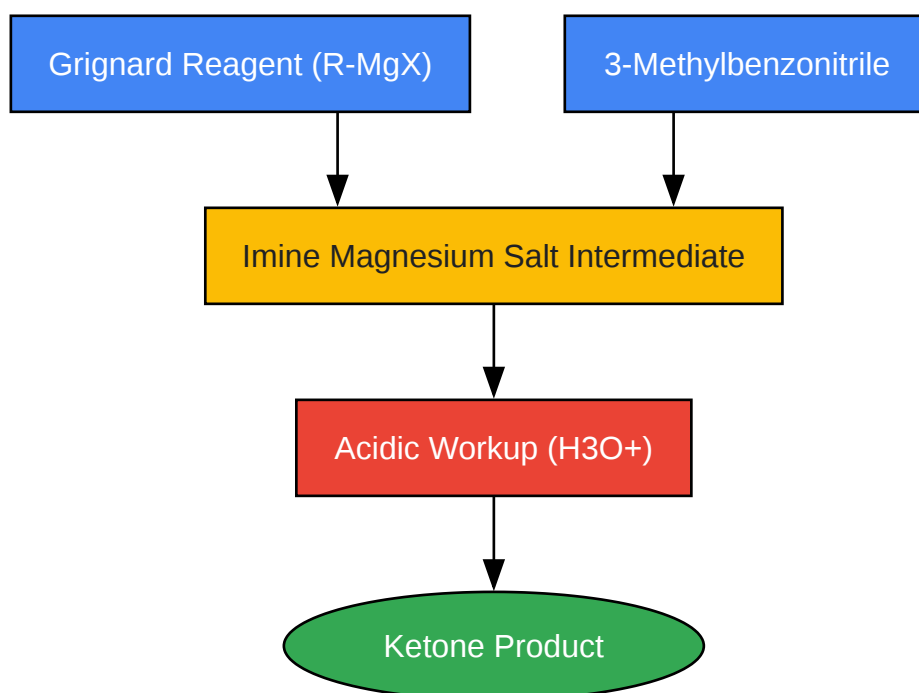 Grignard Reagent (R-MgX)
3-Methylbenzonitrile
Imine Magnesium Salt Intermediate
Acidic Workup (H3O+)
Ketone Product